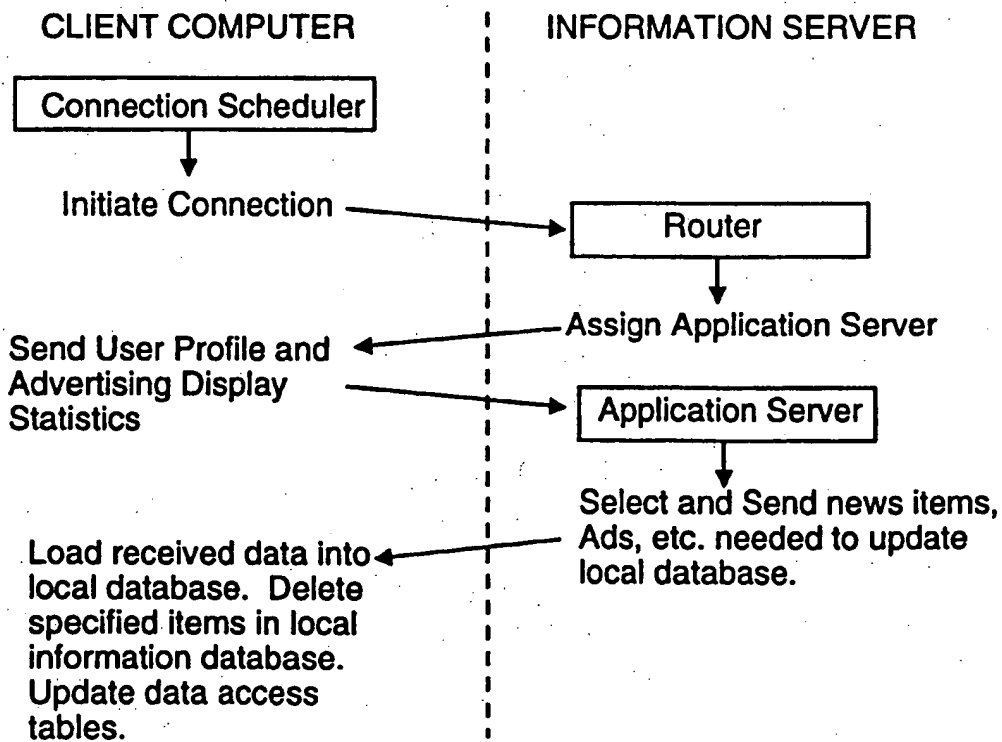 CLIENT COMPUTER
INFORMATION SERVER
Connection Scheduler
Initiate Connection
Router
Assign Application Server
Send User Profile and
Advertising Display
Statistics
Application Server
Select and Send news items,
Ads, etc. needed to update
local database.
Load received data into
local database. Delete
specified items in local
information database.
Update data access
tables.